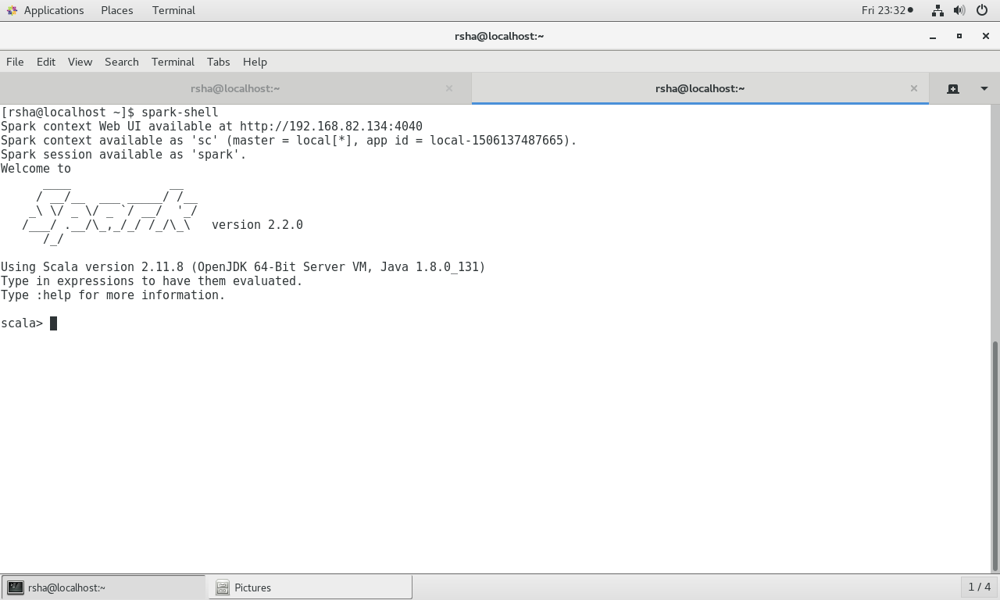 Applications Places Terminal Fri 23:32
rsha@localhost:~
File Edit View Search Terminal Tabs Help
rsha@localhost:~ rsha@localhost:~
[rsha@localhost ~]$ spark-shell
Spark context Web UI available at http://192.168.82.134:4040
Spark context available as 'sc' (master = local[*], app id = local-1506137487665).
Spark session available as 'spark'.
Welcome to
      ____              __
     / __/__  ___ _____/ /__
    _\ \/ _ \/ _ `/ __/  '_/
   /___/ .__/\_,_/_/ /_/\_\   version 2.2.0
      /_/
Using Scala version 2.11.8 (OpenJDK 64-Bit Server VM, Java 1.8.0_131)
Type in expressions to have them evaluated.
Type :help for more information.
scala>
rsha@localhost:~ Pictures 1 / 4